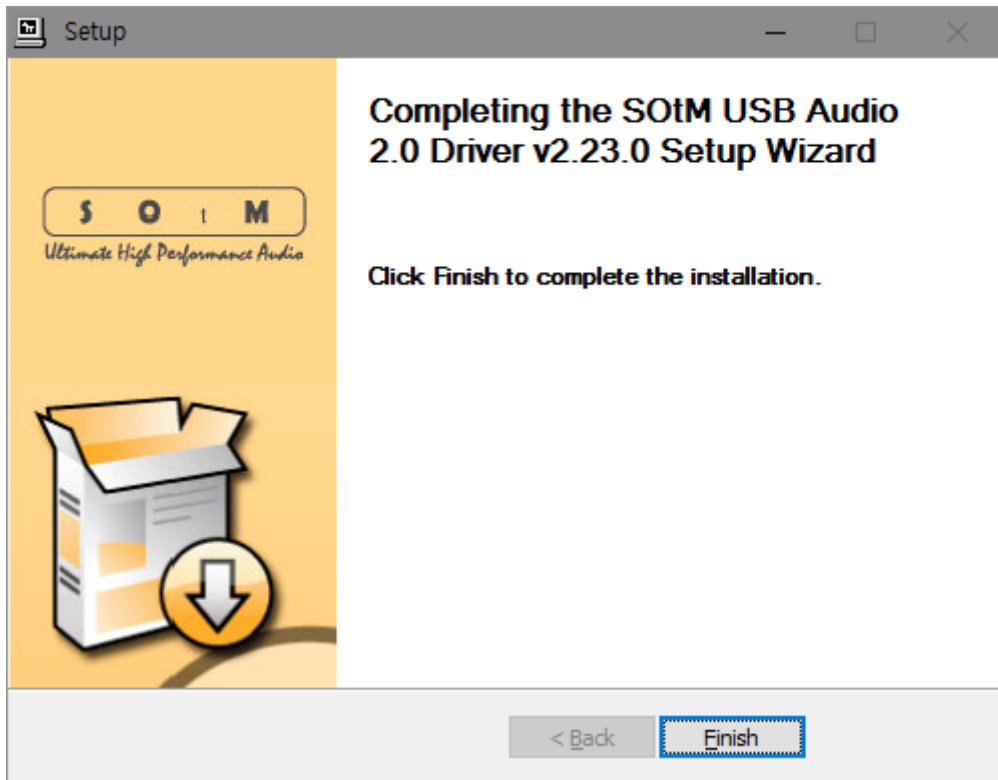 Setup
Completing the SOtM USB Audio
2.0 Driver v2.23.0 Setup Wizard
S O t M
Ultimate High Performance Audio
Click Finish to complete the installation.
< Back
Finish